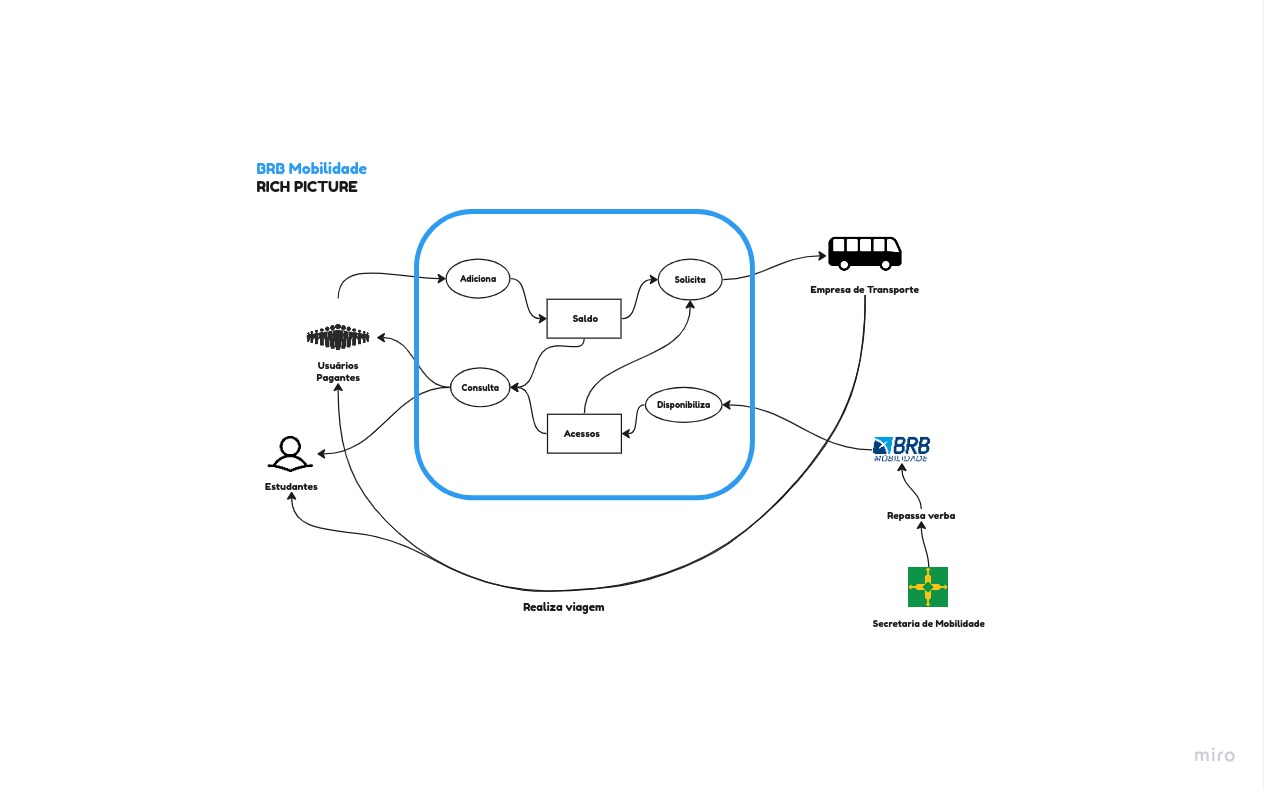 BRB Mobilidade
RICH PICTURE
Adiciona
Solicita
Saldo
Empresa de Transporte
Usuários
Pagantes
Consulta
Disponibiliza
Acessos
BRB
MOBILIDADE
Estudantes
Repassa verba
Realiza viagem
Secretaria de Mobilidade
miro